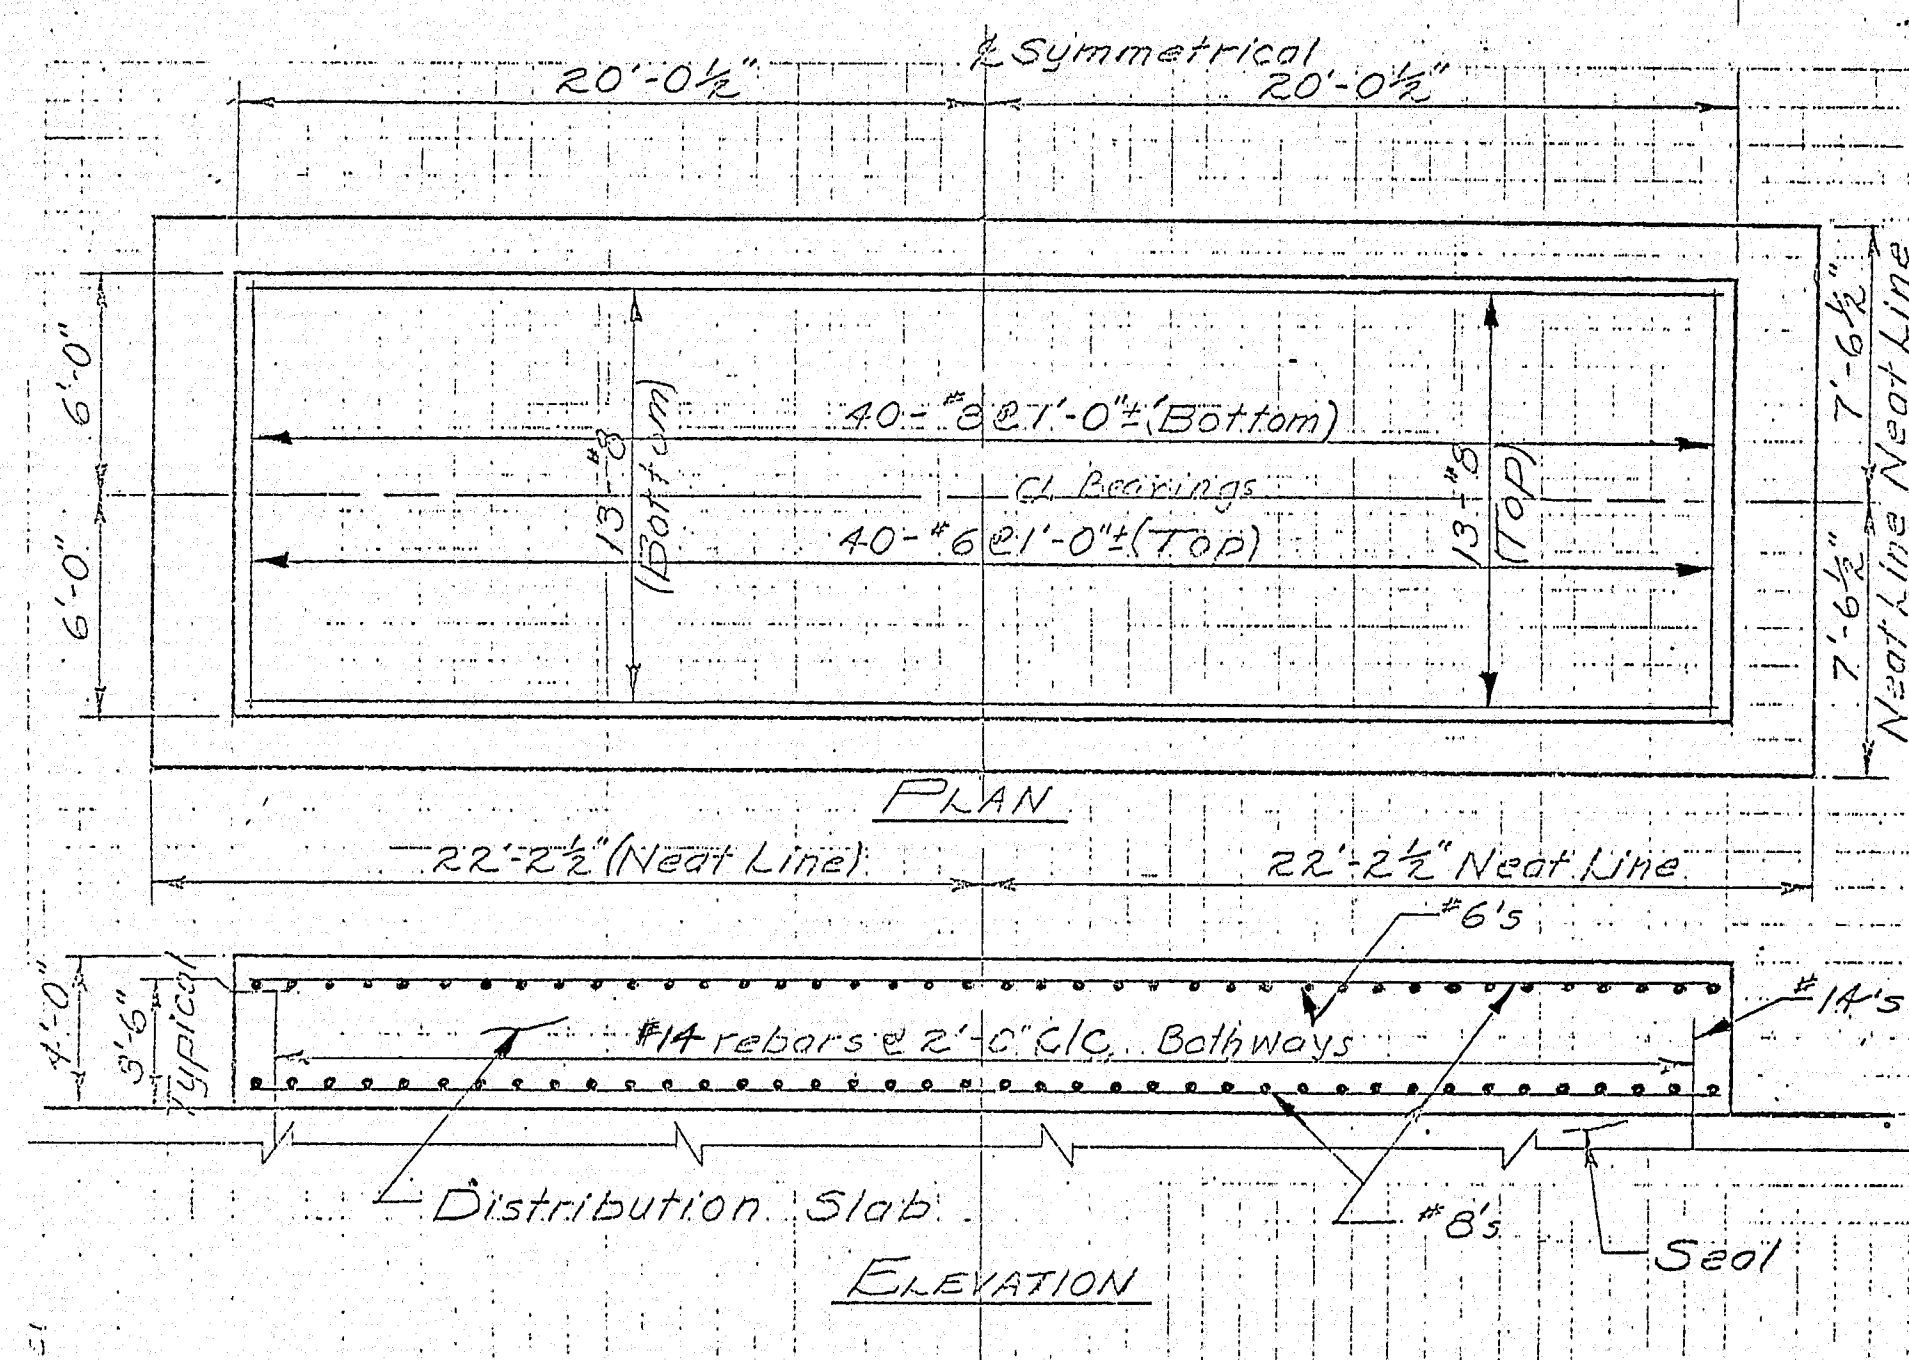 ℄ Symmetrical
20'-0½"
20'-0½"
6'-0"
6'-0"
7'-6½"
Neat Line
7'-6½"
Neat Line
40-#8@1'-0"±(Bottom)
13-#8
(Bottom)
13-#8
(Top)
CL Bearings
40-#6@1'-0"±(Top)
PLAN
22'-2½"(Neat Line)
22'-2½" Neat Line
#6's
4'-0"
3'-6"
Typical
#14 rebars @ 2'-0" C/C Bothways
#14's
Distribution Slab
#8's
Seal
ELEVATION